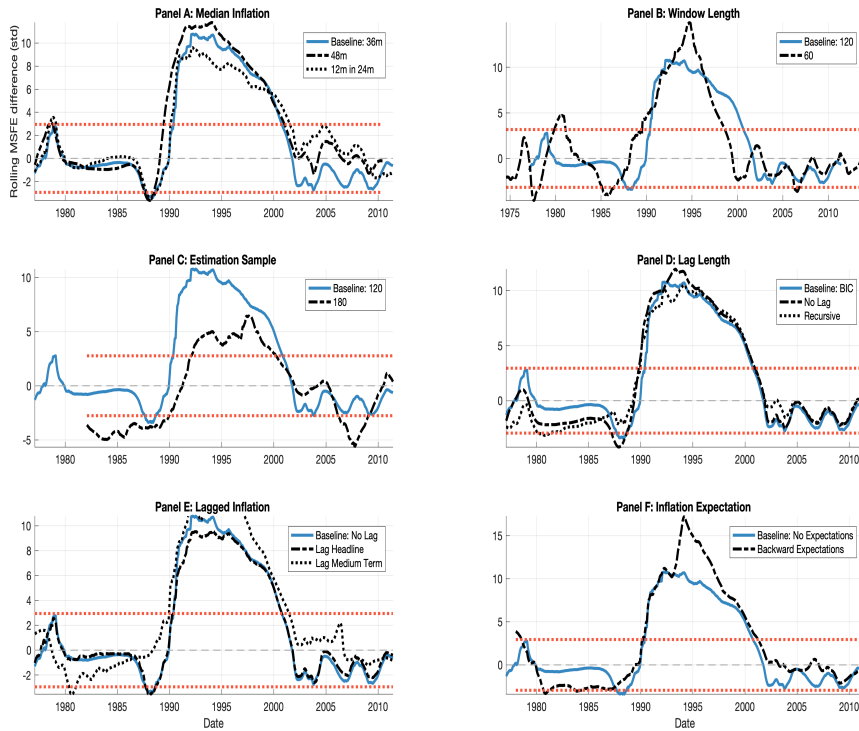 Panel A: Median Inflation
Rolling MSFE difference (std)
10
8
6
4
2
0
-2
Baseline: 36m
48m
12m in 24m
1980 1985 1990 1995 2000 2005 2010
Panel B: Window Length
10
5
0
Baseline: 120
60
1975 1980 1985 1990 1995 2000 2005 2010
Panel C: Estimation Sample
10
5
0
-5
Baseline: 120
180
1980 1985 1990 1995 2000 2005 2010
Panel D: Lag Length
10
5
0
Baseline: BIC
No Lag
Recursive
1980 1985 1990 1995 2000 2005 2010
Panel E: Lagged Inflation
10
8
6
4
2
0
-2
Baseline: No Lag
Lag Headline
Lag Medium Term
1980 1985 1990 1995 2000 2005 2010
Date
Panel F: Inflation Expectation
15
10
5
0
Baseline: No Expectations
Backward Expectations
1980 1985 1990 1995 2000 2005 2010
Date